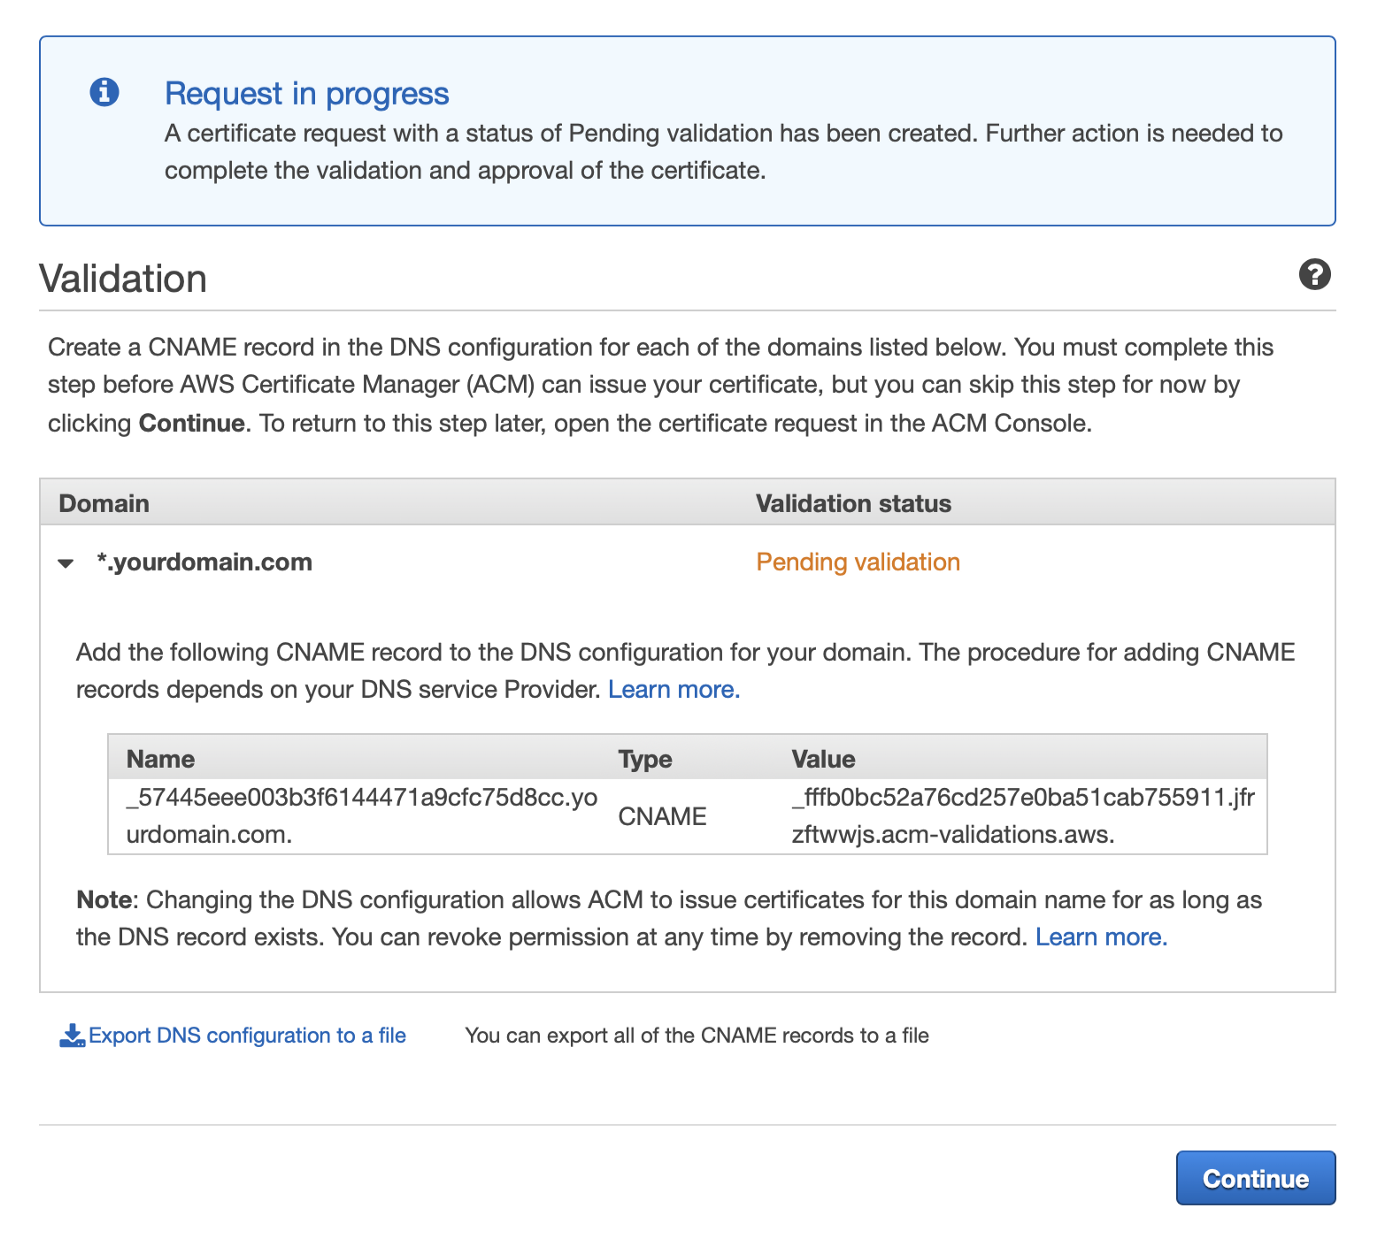 Request in progress
A certificate request with a status of Pending validation has been created. Further action is needed to
complete the validation and approval of the certificate.
Validation
Create a CNAME record in the DNS configuration for each of the domains listed below. You must complete this
step before AWS Certificate Manager (ACM) can issue your certificate, but you can skip this step for now by
clicking Continue. To return to this step later, open the certificate request in the ACM Console.
Domain Validation status
*.yourdomain.com Pending validation
Add the following CNAME record to the DNS configuration for your domain. The procedure for adding CNAME
records depends on your DNS service Provider. Learn more.
Name Type Value
_57445eee003b3f6144471a9cfc75d8cc.yo
urdomain.com.
CNAME
_fffb0bc52a76cd257e0ba51cab755911.jfr
zftwwjs.acm-validations.aws.
Note: Changing the DNS configuration allows ACM to issue certificates for this domain name for as long as
the DNS record exists. You can revoke permission at any time by removing the record. Learn more.
Export DNS configuration to a file You can export all of the CNAME records to a file
Continue